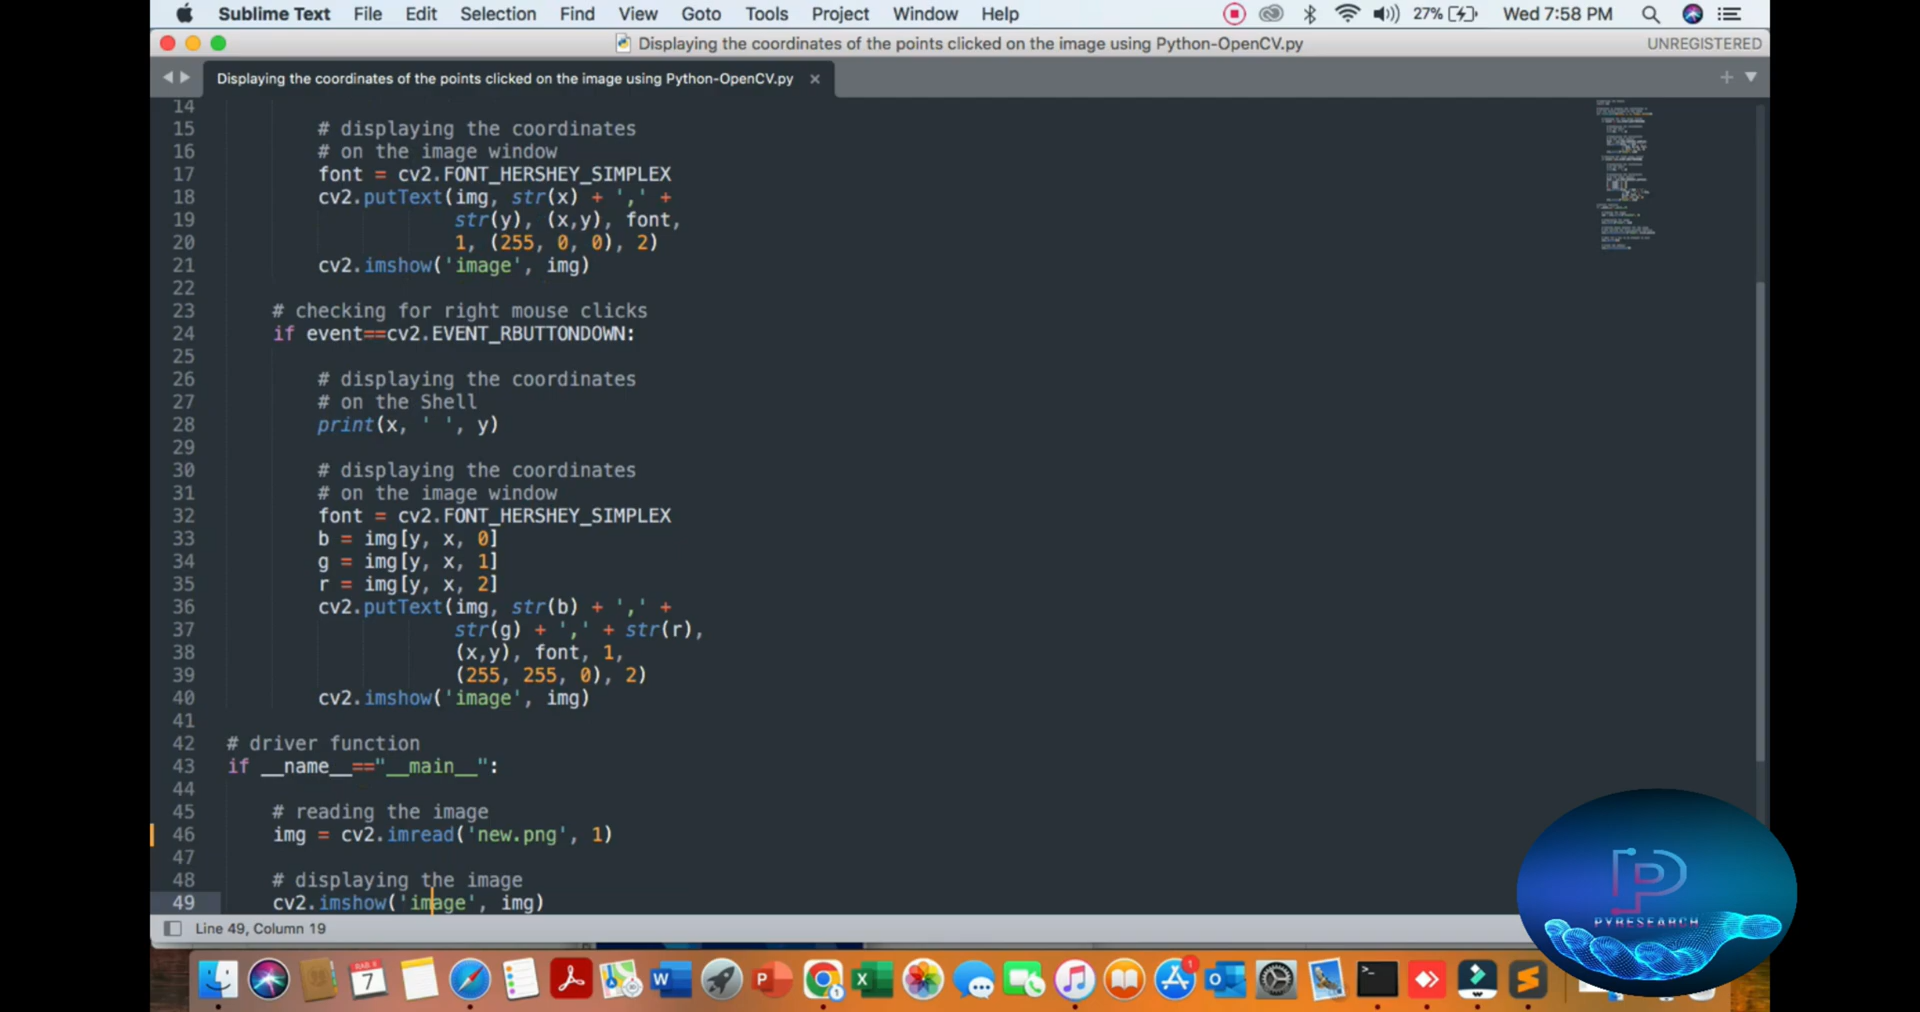 Sublime Text File Edit Selection Find View Goto Tools Project Window Help 27% Wed 7:58 PM
Displaying the coordinates of the points clicked on the image using Python-OpenCV.py UNREGISTERED
Displaying the coordinates of the points clicked on the image using Python-OpenCV.py
14
15 # displaying the coordinates
16 # on the image window
17 font = cv2.FONT_HERSHEY_SIMPLEX
18 cv2.putText(img, str(x) + ',' +
19 str(y), (x,y), font,
20 1, (255, 0, 0), 2)
21 cv2.imshow('image', img)
22
23 # checking for right mouse clicks
24 if event==cv2.EVENT_RBUTTONDOWN:
25
26 # displaying the coordinates
27 # on the Shell
28 print(x, ' ', y)
29
30 # displaying the coordinates
31 # on the image window
32 font = cv2.FONT_HERSHEY_SIMPLEX
33 b = img[y, x, 0]
34 g = img[y, x, 1]
35 r = img[y, x, 2]
36 cv2.putText(img, str(b) + ',' +
37 str(g) + ',' + str(r),
38 (x,y), font, 1,
39 (255, 255, 0), 2)
40 cv2.imshow('image', img)
41
42 # driver function
43 if __name__=="__main__":
44
45 # reading the image
46 img = cv2.imread('new.png', 1)
47
48 # displaying the image
49 cv2.imshow('image', img)
Line 49, Column 19
PYRESEARCH